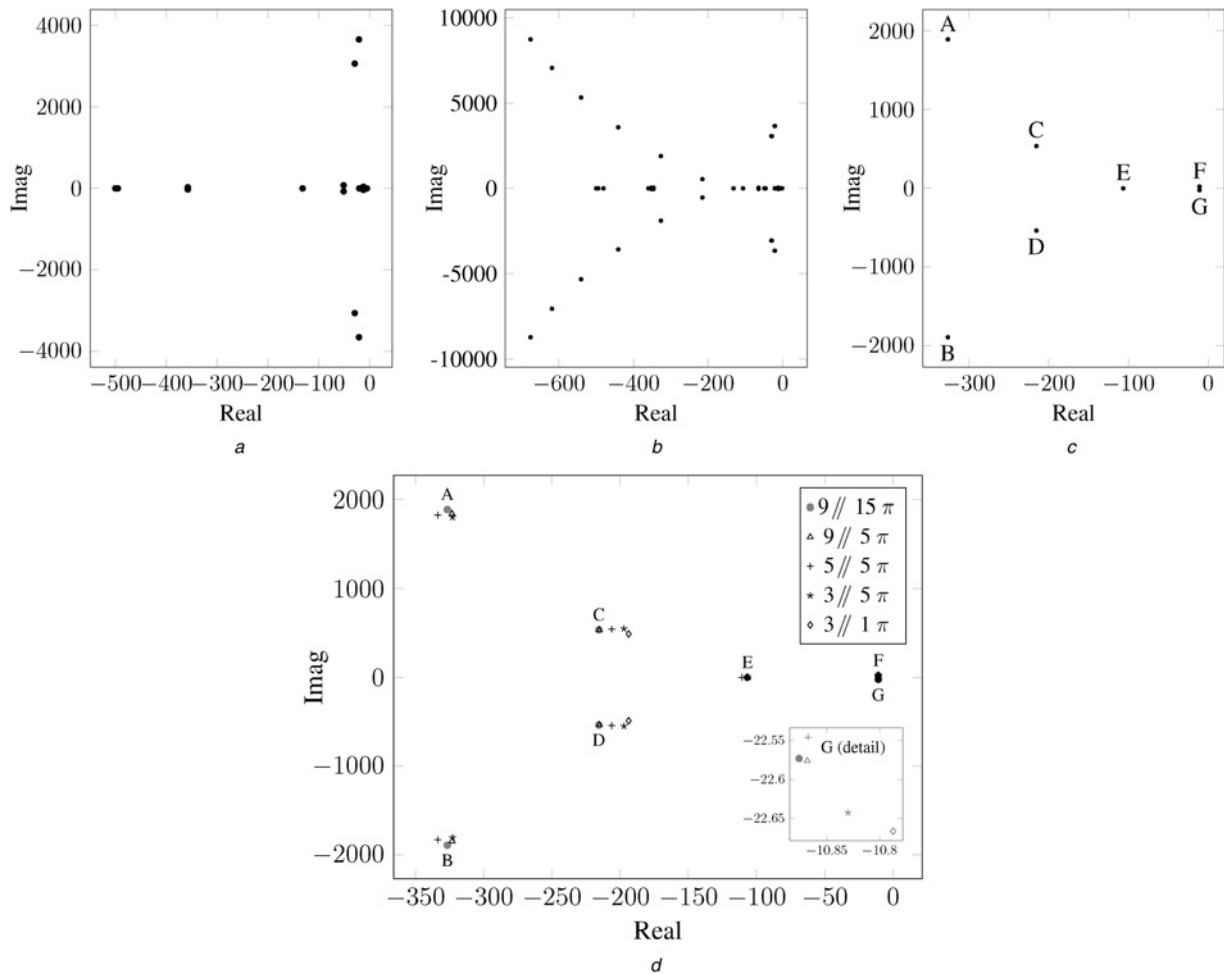 4000
2000
0
−2000
−4000
Imag
−500 −400 −300 −200 −100 0
Real
a
10000
5000
0
-5000
-10000
Imag
−600 −400 −200 0
Real
b
2000
1000
0
−1000
−2000
Imag
A
C
E
F
G
D
B
−300 −200 −100 0
Real
c
2000
1000
0
−1000
−2000
Imag
A
C
E
F
G
D
B
9 // 15 π
9 // 5 π
5 // 5 π
3 // 5 π
3 // 1 π
G (detail)
−22.55
−22.6
−22.65
−10.85 −10.8
−350 −300 −250 −200 −150 −100 −50 0
Real
d